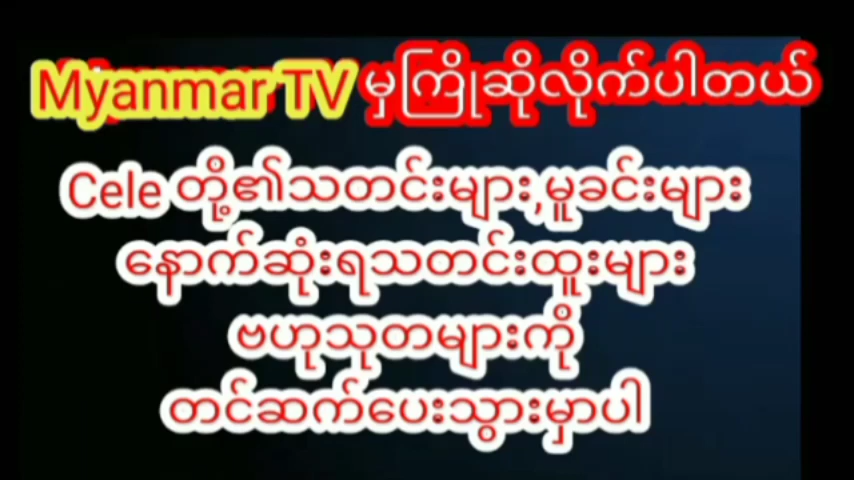 Myanmar TV မှကြိုဆိုလိုက်ပါတယ်
Cele တို့၏သတင်းများ,မူခင်းများ
နောက်ဆုံးရသတင်းထူးများ
ဗဟုသုတများကို
တင်ဆက်ပေးသွားမှာပါ